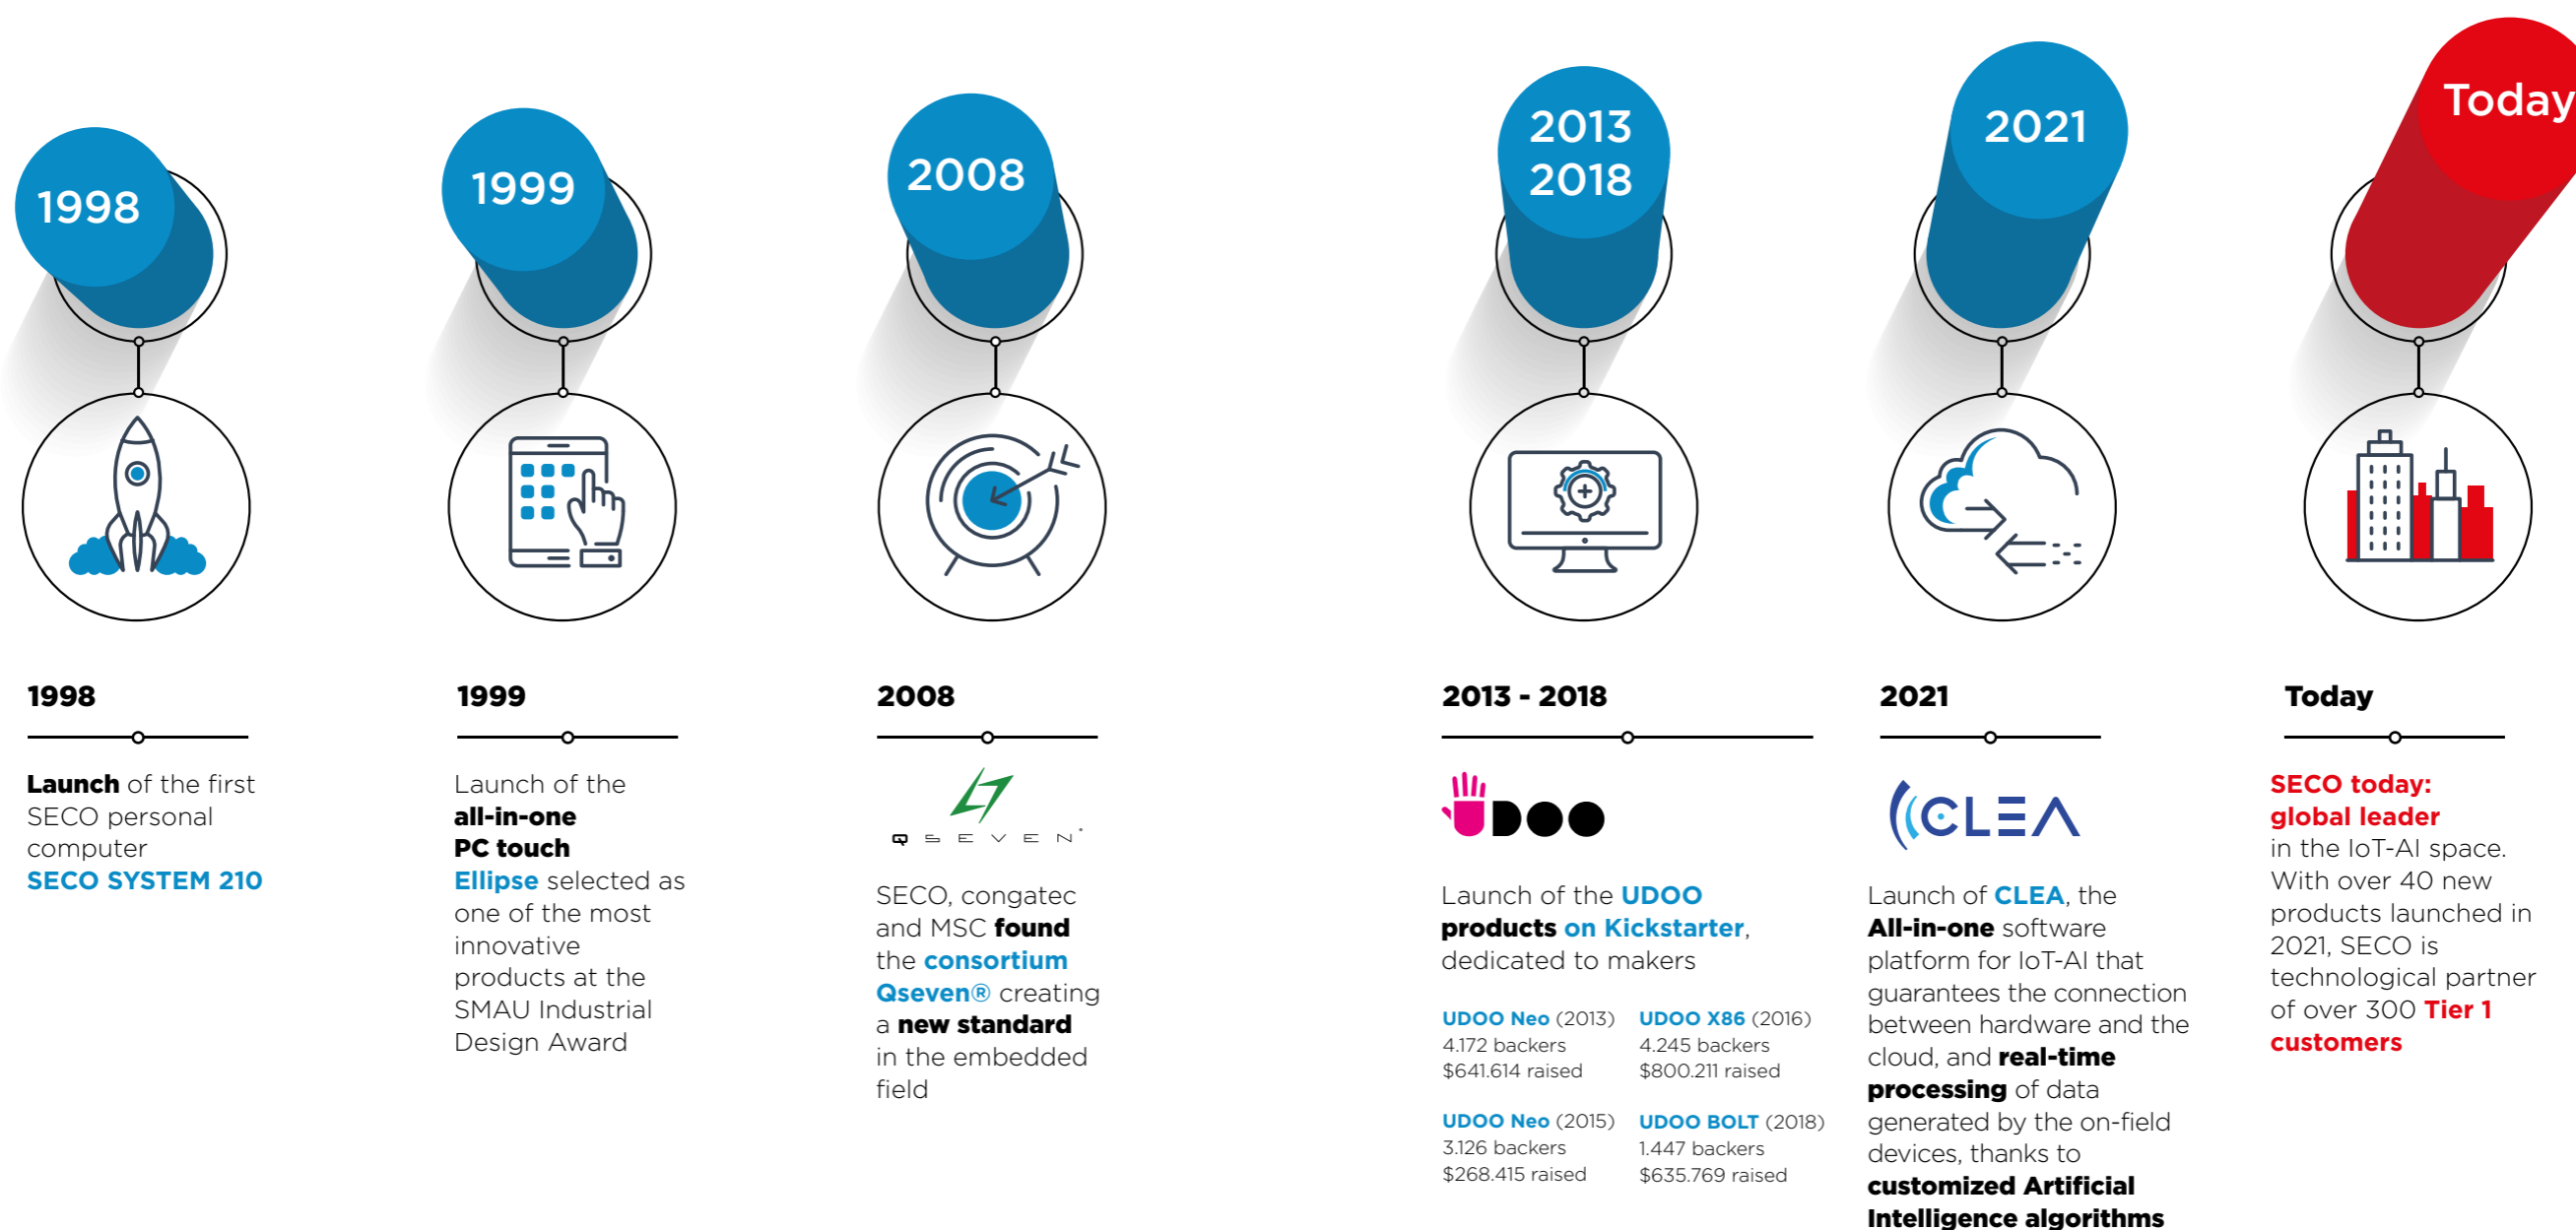 1998
1999
2008
2013
2018
2021
Today
1998
Launch of the first
SECO personal
computer
SECO SYSTEM 210
1999
Launch of the
all-in-one
PC touch
Ellipse selected as
one of the most
innovative
products at the
SMAU Industrial
Design Award
2008
QSEVEN®
SECO, congatec
and MSC found
the consortium
Qseven® creating
a new standard
in the embedded
field
2013 - 2018
UDOO
Launch of the UDOO
products on Kickstarter,
dedicated to makers
UDOO Neo (2013)
4.172 backers
$641.614 raised
UDOO X86 (2016)
4.245 backers
$800.211 raised
UDOO Neo (2015)
3.126 backers
$268.415 raised
UDOO BOLT (2018)
1.447 backers
$635.769 raised
2021
CLEA
Launch of CLEA, the
All-in-one software
platform for IoT-AI that
guarantees the connection
between hardware and the
cloud, and real-time
processing of data
generated by the on-field
devices, thanks to
customized Artificial
Intelligence algorithms
Today
SECO today:
global leader
in the IoT-AI space.
With over 40 new
products launched in
2021, SECO is
technological partner
of over 300 Tier 1
customers